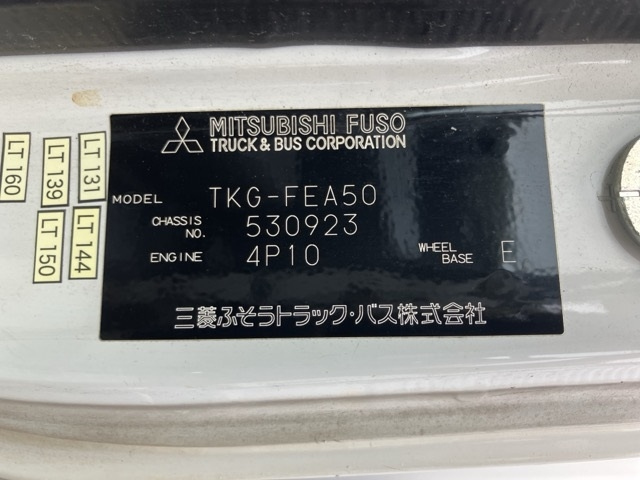 MITSUBISHI FUSO
TRUCK & BUS CORPORATION
MODEL TKG-FEA50
CHASSIS NO. 530923
ENGINE 4P10 WHEEL BASE E
三菱ふそうトラック・バス株式会社
LT 160
LT 139
LT 131
LT 150
LT 144